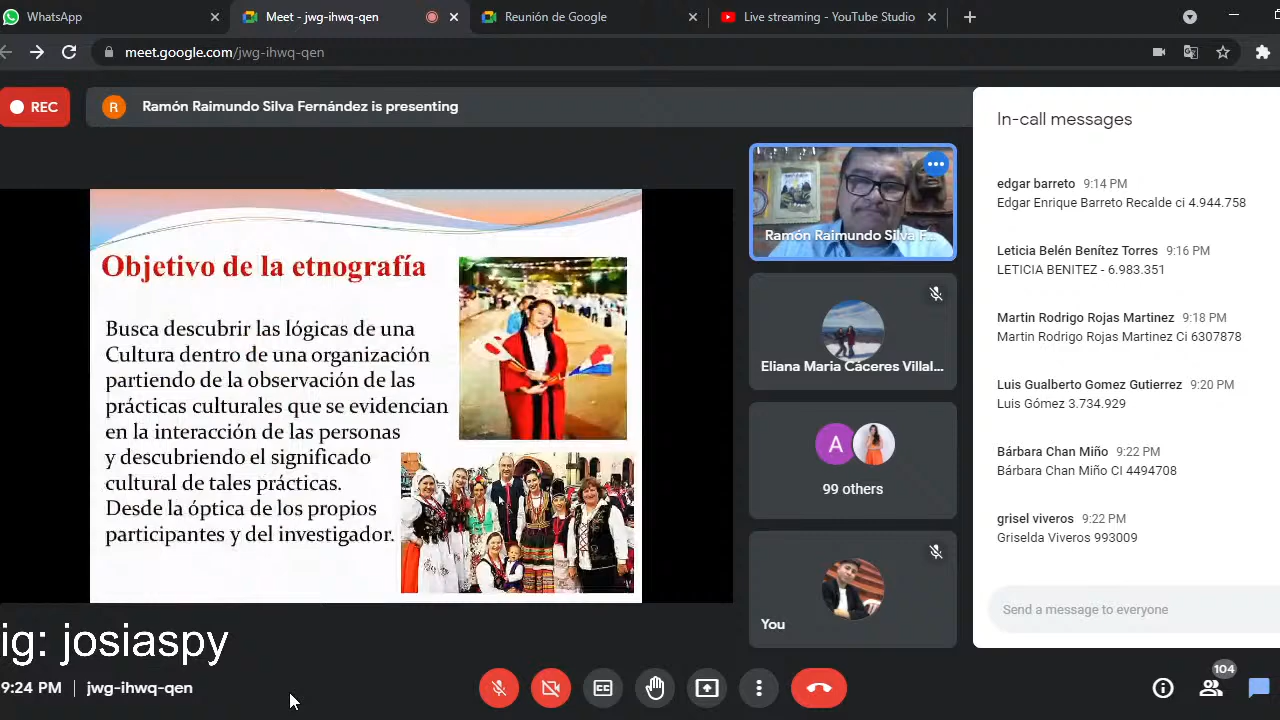 WhatsApp
Meet - jwg-ihwq-qen
Reunión de Google
Live streaming - YouTube Studio
meet.google.com/jwg-ihwq-qen
REC
R
Ramón Raimundo Silva Fernández is presenting
Objetivo de la etnografía
Busca descubrir las lógicas de una
Cultura dentro de una organización
partiendo de la observación de las
prácticas culturales que se evidencian
en la interacción de las personas
y descubriendo el significado
cultural de tales prácticas.
Desde la óptica de los propios
participantes y del investigador.
Ramón Raimundo Silva F...
Eliana Maria Cáceres Villal...
A
99 others
You
In-call messages
edgar barreto 9:14 PM
Edgar Enrique Barreto Recalde ci 4.944.758
Leticia Belén Benítez Torres 9:16 PM
LETICIA BENITEZ - 6.983.351
Martin Rodrigo Rojas Martinez 9:18 PM
Martin Rodrigo Rojas Martinez Ci 6307878
Luis Gualberto Gomez Gutierrez 9:20 PM
Luis Gómez 3.734.929
Bárbara Chan Miño 9:22 PM
Bárbara Chan Miño CI 4494708
grisel viveros 9:22 PM
Griselda Viveros 993009
Send a message to everyone
ig: josiaspy
9:24 PM | jwg-ihwq-qen
CC
104